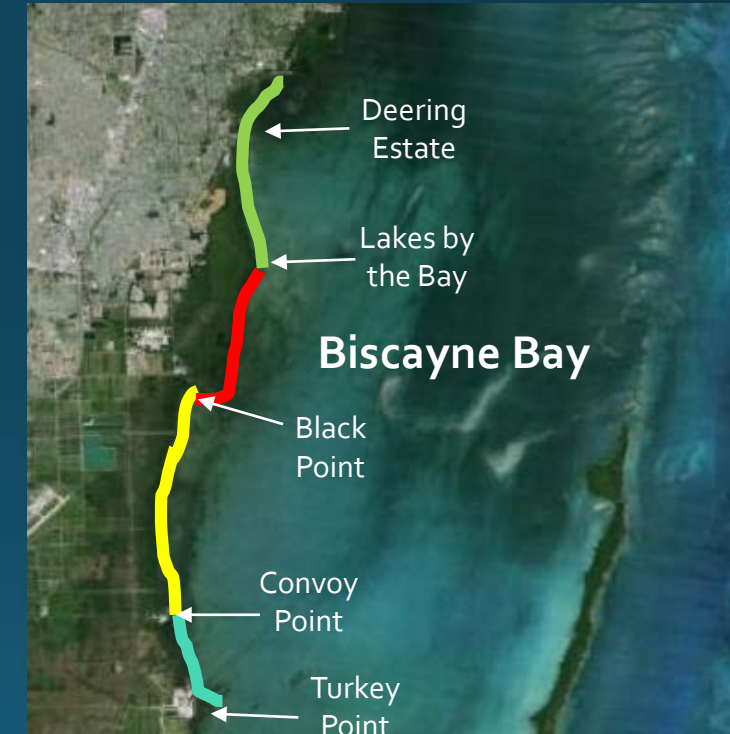 Deering
Estate
Lakes by
the Bay
Biscayne Bay
Black
Point
Convoy
Point
Turkey
Point